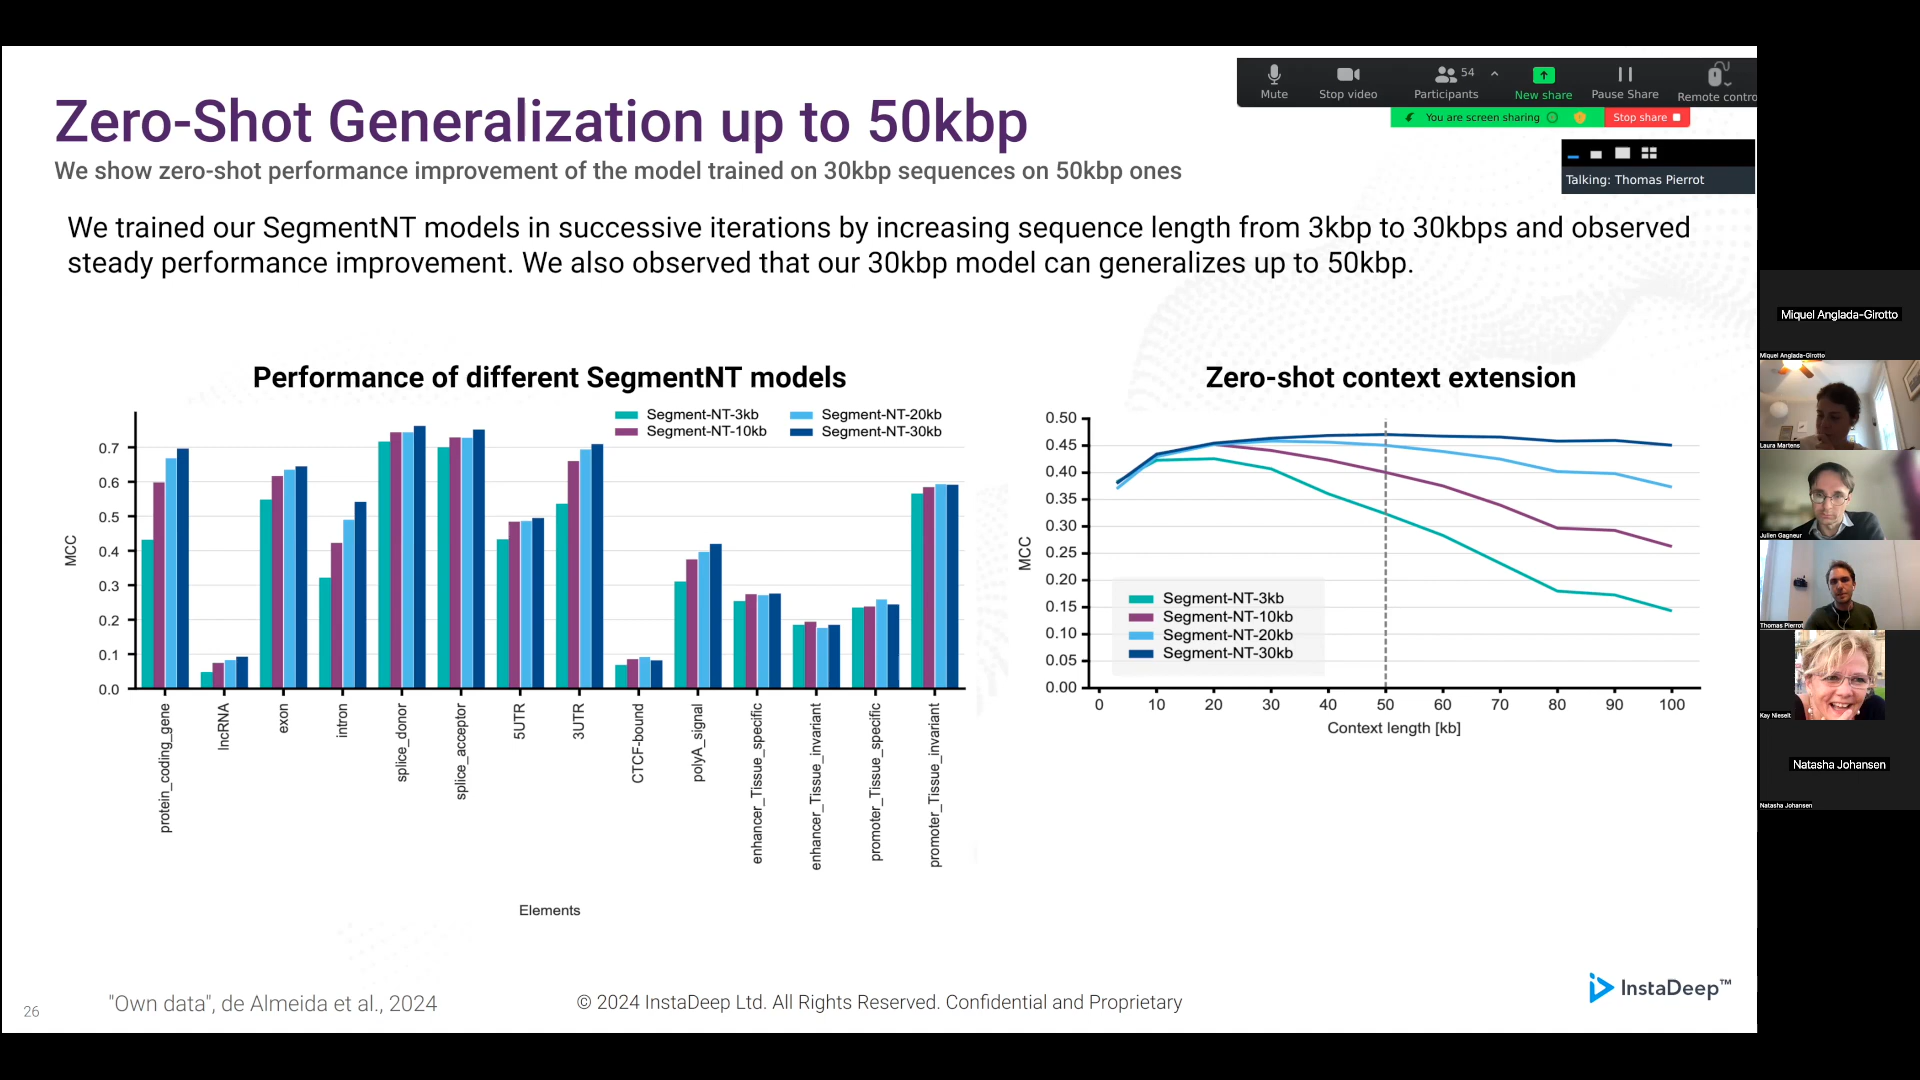 Mute
Stop video
Participants
54
New share
Pause Share
Remote contro
You are screen sharing
Stop share
Talking: Thomas Pierrot
Zero-Shot Generalization up to 50kbp
We show zero-shot performance improvement of the model trained on 30kbp sequences on 50kbp ones
We trained our SegmentNT models in successive iterations by increasing sequence length from 3kbp to 30kbps and observed
steady performance improvement. We also observed that our 30kbp model can generalizes up to 50kbp.
Performance of different SegmentNT models
Segment-NT-3kb
Segment-NT-10kb
Segment-NT-20kb
Segment-NT-30kb
MCC
0.7
0.6
0.5
0.4
0.3
0.2
0.1
0.0
protein_coding_gene
lncRNA
exon
intron
splice_donor
splice_acceptor
5UTR
3UTR
CTCF-bound
polyA_signal
enhancer_Tissue_specific
enhancer_Tissue_invariant
promoter_Tissue_specific
promoter_Tissue_invariant
Elements
Zero-shot context extension
MCC
0.50
0.45
0.40
0.35
0.30
0.25
0.20
0.15
0.10
0.05
0.00
Segment-NT-3kb
Segment-NT-10kb
Segment-NT-20kb
Segment-NT-30kb
0 10 20 30 40 50 60 70 80 90 100
Context length [kb]
26
"Own data", de Almeida et al., 2024
© 2024 InstaDeep Ltd. All Rights Reserved. Confidential and Proprietary
InstaDeep™
Miquel Anglada-Girotto
Miquel Anglada-Girotto
Laura Martens
Julien Gagneur
Thomas Pierrot
Kay Nieselt
Natasha Johansen
Natasha Johansen